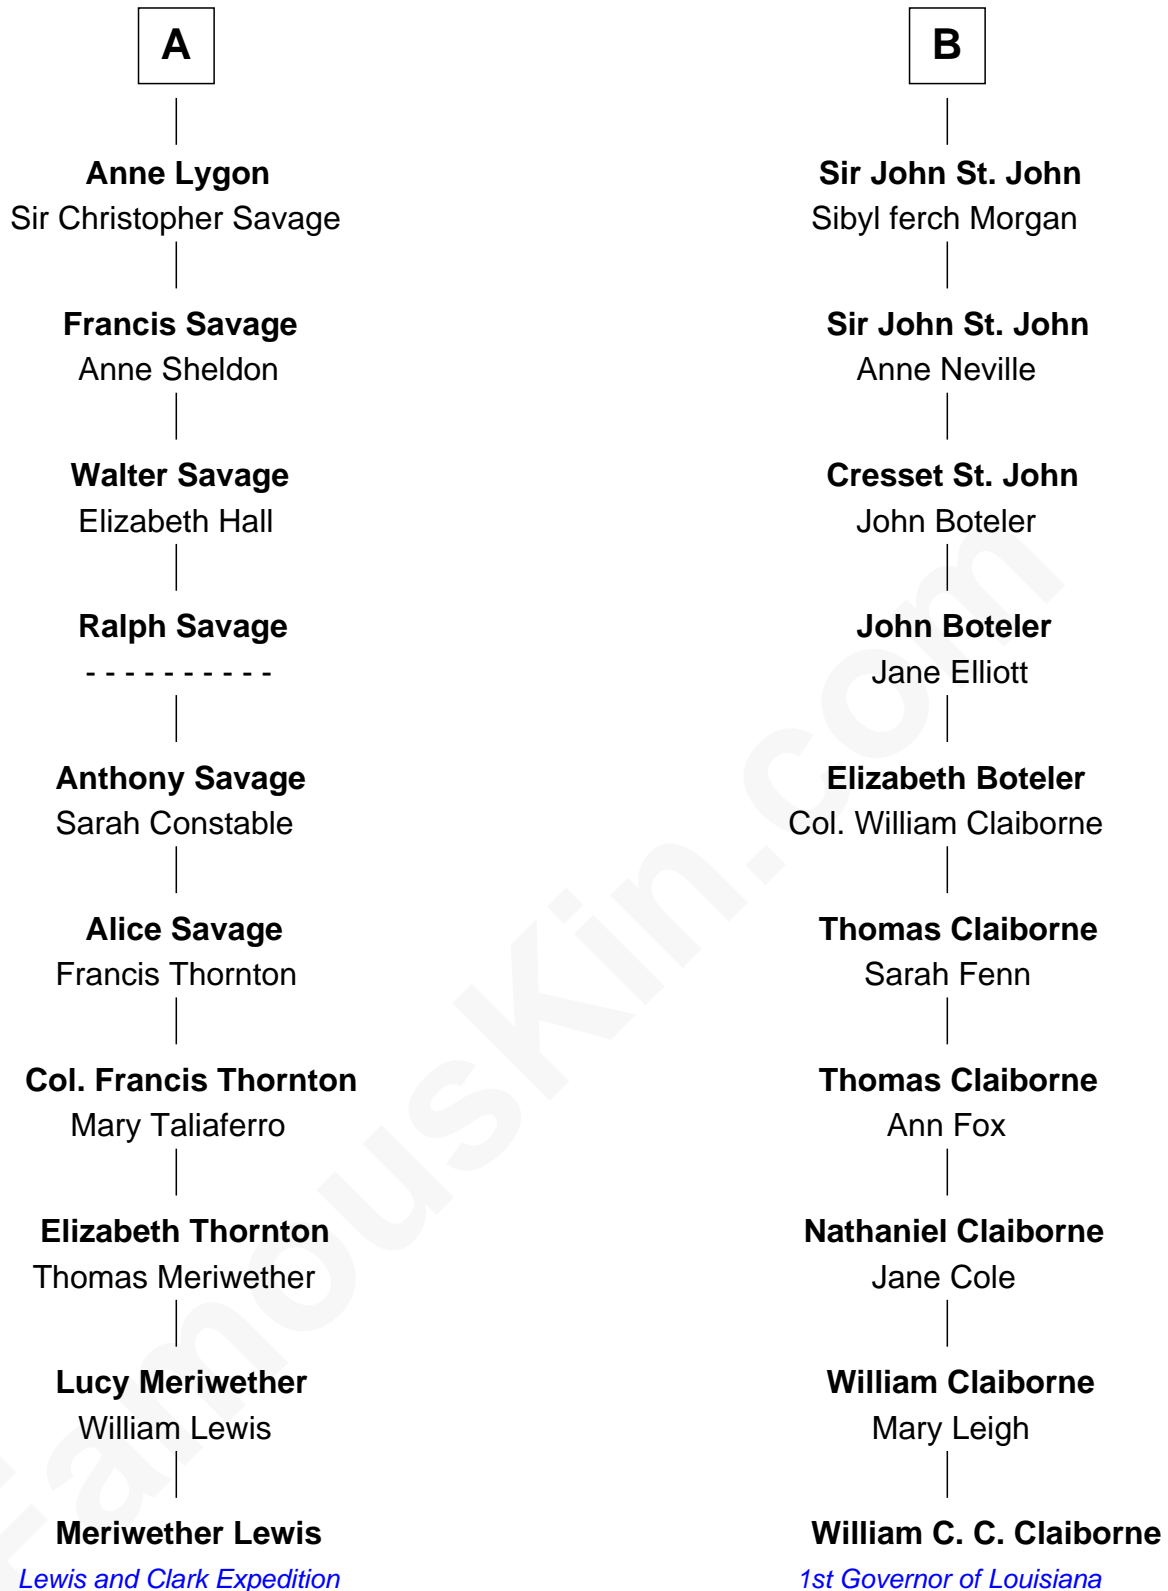 A
Anne Lygon
Sir Christopher Savage
Francis Savage
Anne Sheldon
Walter Savage
Elizabeth Hall
Ralph Savage
- - - - - - - - - -
Anthony Savage
Sarah Constable
Alice Savage
Francis Thornton
Col. Francis Thornton
Mary Taliaferro
Elizabeth Thornton
Thomas Meriwether
Lucy Meriwether
William Lewis
Meriwether Lewis
Lewis and Clark Expedition
B
Sir John St. John
Sibyl ferch Morgan
Sir John St. John
Anne Neville
Cresset St. John
John Boteler
John Boteler
Jane Elliott
Elizabeth Boteler
Col. William Claiborne
Thomas Claiborne
Sarah Fenn
Thomas Claiborne
Ann Fox
Nathaniel Claiborne
Jane Cole
William Claiborne
Mary Leigh
William C. C. Claiborne
1st Governor of Louisiana
FamousKin.com